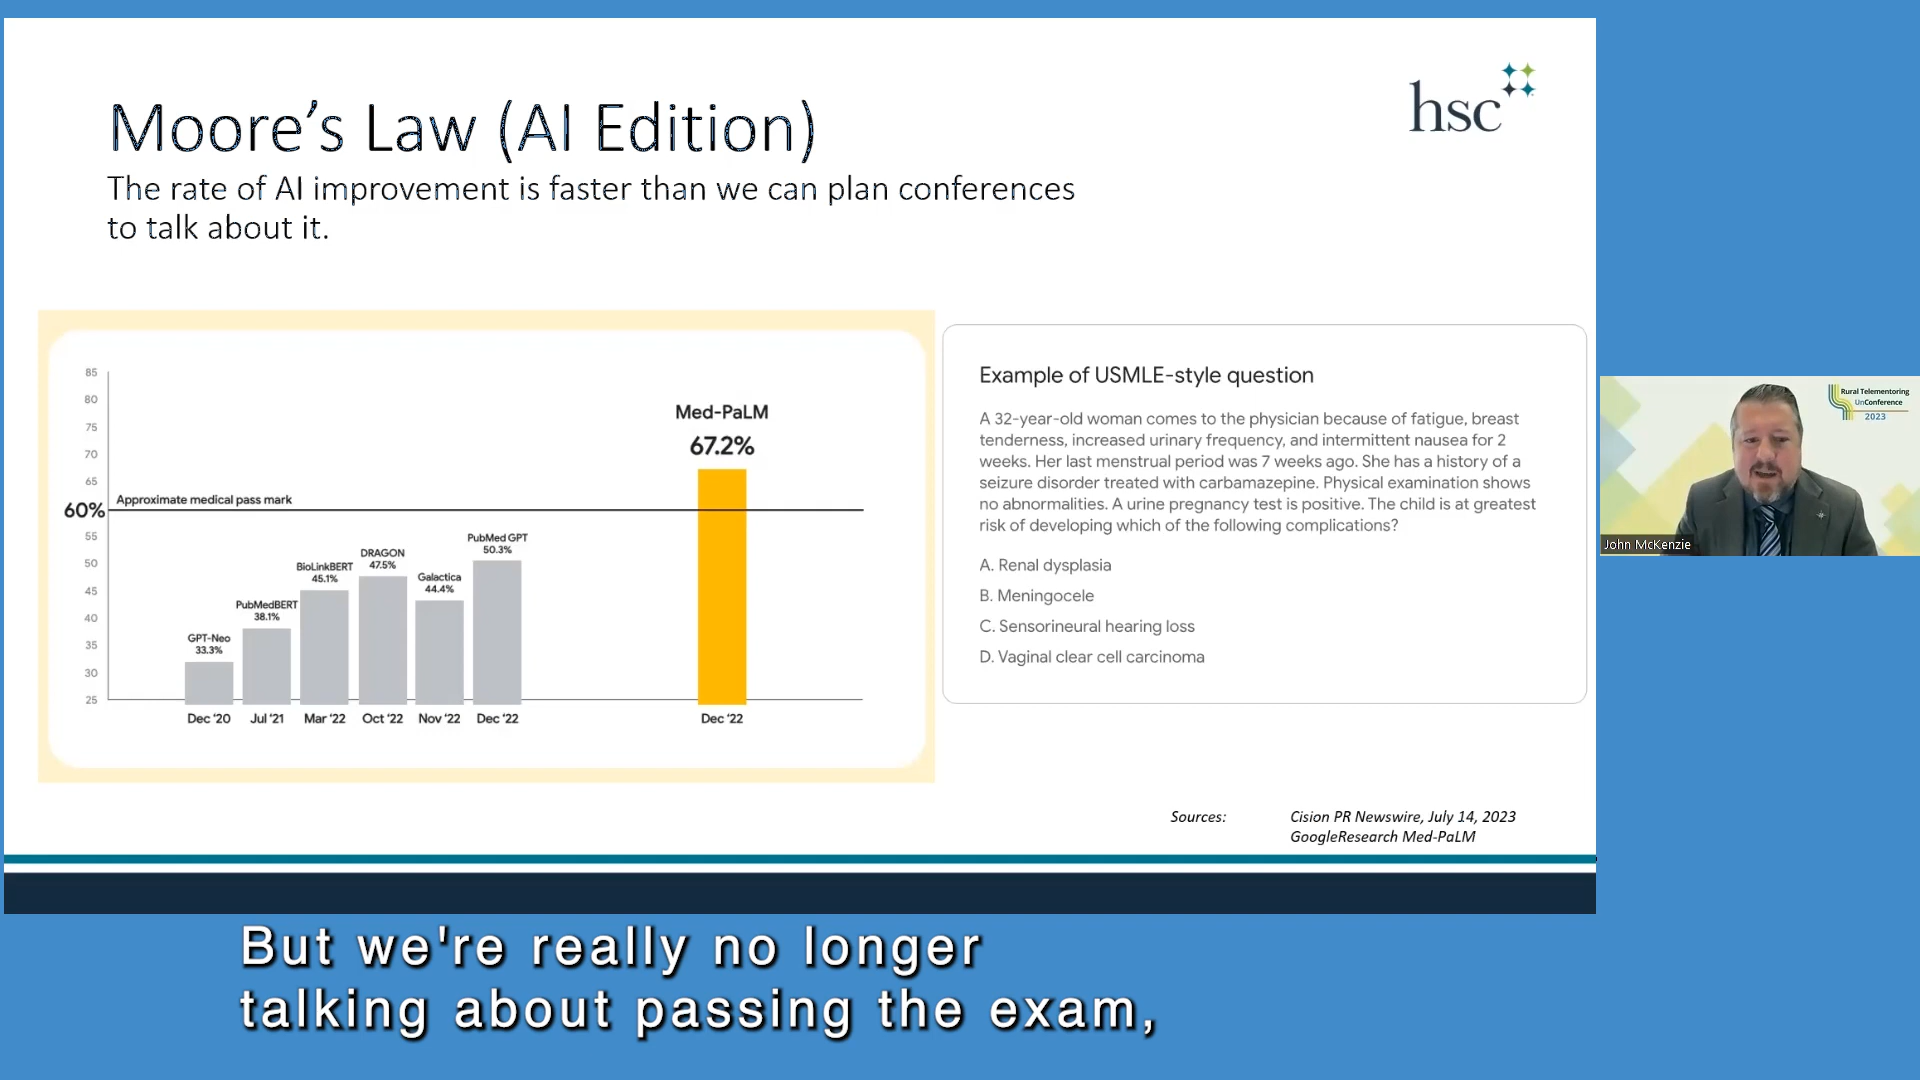 Moore's Law (AI Edition)
The rate of AI improvement is faster than we can plan conferences
to talk about it.
hsc
85
80
75
70
65
60%
55
50
45
40
35
30
25
Approximate medical pass mark
GPT-Neo
33.3%
PubMedBERT
38.1%
BioLinkBERT
45.1%
DRAGON
47.5%
Galactica
44.4%
PubMed GPT
50.3%
Med-PaLM
67.2%
Dec '20 Jul '21 Mar '22 Oct '22 Nov '22 Dec '22 Dec '22
Example of USMLE-style question
A 32-year-old woman comes to the physician because of fatigue, breast
tenderness, increased urinary frequency, and intermittent nausea for 2
weeks. Her last menstrual period was 7 weeks ago. She has a history of a
seizure disorder treated with carbamazepine. Physical examination shows
no abnormalities. A urine pregnancy test is positive. The child is at greatest
risk of developing which of the following complications?
A. Renal dysplasia
B. Meningocele
C. Sensorineural hearing loss
D. Vaginal clear cell carcinoma
Sources: Cision PR Newswire, July 14, 2023
GoogleResearch Med-PaLM
Rural Telementoring
UnConference
2023
John McKenzie
But we're really no longer
talking about passing the exam,